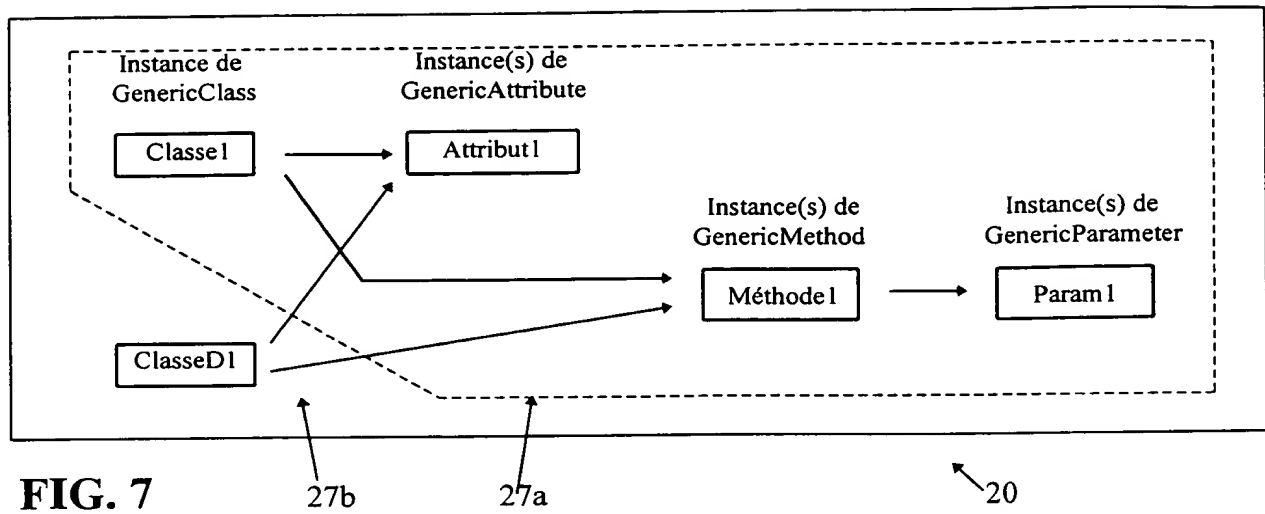 Instance de
GenericClass
Instance(s) de
GenericAttribute
Classe1
Attribut1
Instance(s) de
GenericMethod
Instance(s) de
GenericParameter
Méthode1
Param1
ClasseD1
FIG. 7
27b
27a
20